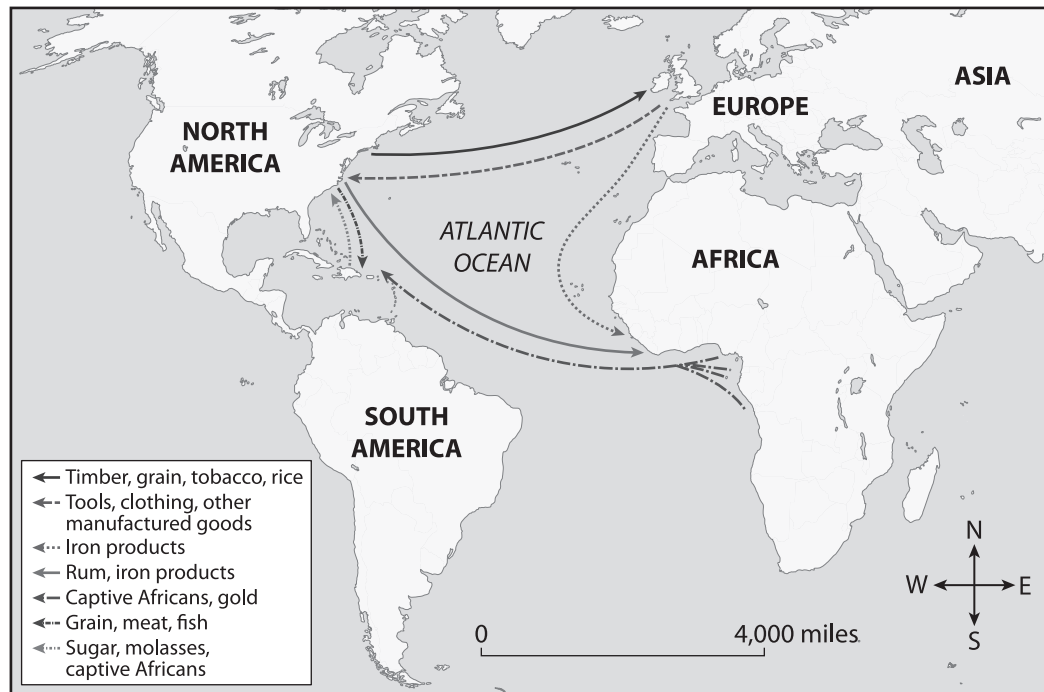 ASIA
EUROPE
NORTH
AMERICA
ATLANTIC
OCEAN
AFRICA
SOUTH
AMERICA
Timber, grain, tobacco, rice
Tools, clothing, other
manufactured goods
Iron products
Rum, iron products
Captive Africans, gold
Grain, meat, fish
Sugar, molasses,
captive Africans
0 4,000 miles
N
W E
S